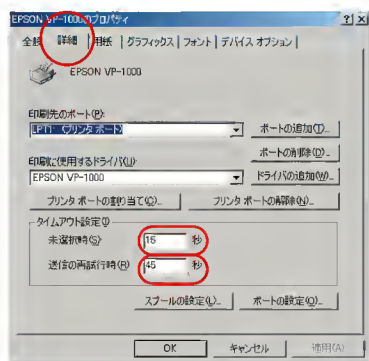 EPSON VP-1000のプロパティ
全般 詳細 用紙 グラフィックス フォント デバイス オプション
EPSON VP-1000
印刷先のポート(P):
LPT1: (プリンタ ポート)
ポートの追加(T)...
ポートの削除(D)...
印刷に使用するドライバ(U):
EPSON VP-1000
ドライバの追加(W)...
プリンタ ポートの割り当て(C)...
プリンタ ポートの解除(N)...
タイムアウト設定
未選択時(S)
15 秒
送信の再試行時(R)
45 秒
スプールの設定(L)...
ポートの設定(O)...
OK
キャンセル
適用(A)